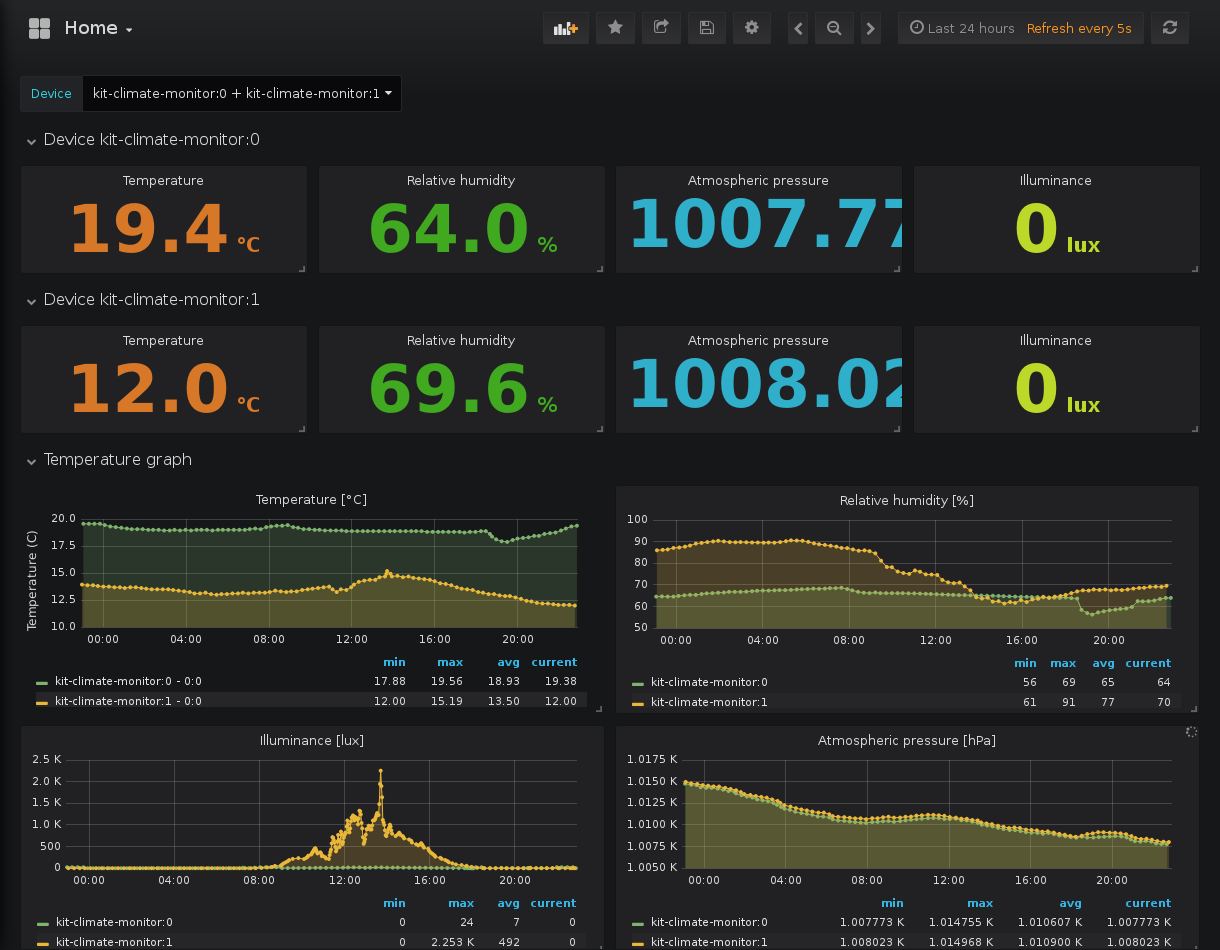 Home
Last 24 hours Refresh every 5s
Device kit-climate-monitor:0 + kit-climate-monitor:1
Device kit-climate-monitor:0
Temperature Relative humidity Atmospheric pressure Illuminance
19.4 °C 64.0 % 1007.77 0 lux
Device kit-climate-monitor:1
Temperature Relative humidity Atmospheric pressure Illuminance
12.0 °C 69.6 % 1008.02 0 lux
Temperature graph
Temperature [°C]
Temperature (C)
20.0
17.5
15.0
12.5
10.0
00:00 04:00 08:00 12:00 16:00 20:00
min max avg current
kit-climate-monitor:0 - 0:0 17.88 19.56 18.93 19.38
kit-climate-monitor:1 - 0:0 12.00 15.19 13.50 12.00
Relative humidity [%]
100
90
80
70
60
50
00:00 04:00 08:00 12:00 16:00 20:00
min max avg current
kit-climate-monitor:0 56 69 65 64
kit-climate-monitor:1 61 91 77 70
Illuminance [lux]
2.5 K
2.0 K
1.5 K
1.0 K
500
0
00:00 04:00 08:00 12:00 16:00 20:00
min max avg current
kit-climate-monitor:0 0 24 7 0
kit-climate-monitor:1 0 2.253 K 492 0
Atmospheric pressure [hPa]
1.0175 K
1.0150 K
1.0125 K
1.0100 K
1.0075 K
1.0050 K
00:00 04:00 08:00 12:00 16:00 20:00
min max avg current
kit-climate-monitor:0 1.007773 K 1.014755 K 1.010607 K 1.007773 K
kit-climate-monitor:1 1.008023 K 1.014968 K 1.010900 K 1.008023 K